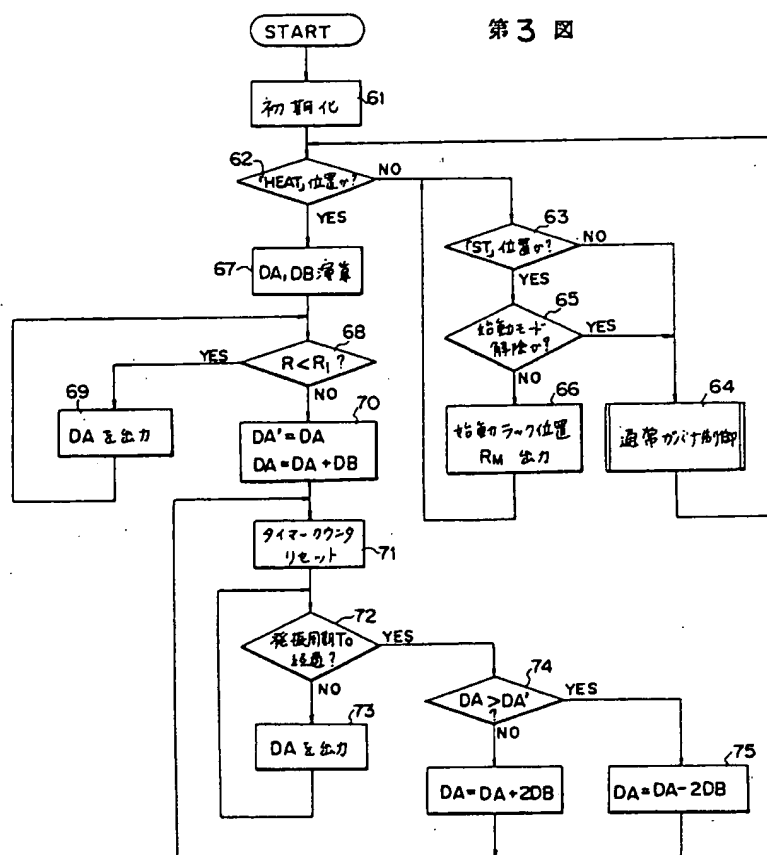 第3図
START
初期化
61
62
「HEAT」位置か?
NO
YES
63
「ST」位置か?
NO
YES
67
DA, DB 演算
65
始動モード
解除か?
YES
NO
68
R<R₁?
YES
NO
69
DAを出力
70
DA'=DA
DA=DA+DB
66
始動ラック位置
RM 出力
64
通常ガバナ制御
タイマーカウンタ
リセット
71
72
発振周期To
経過?
YES
NO
73
DAを出力
74
DA>DA'
?
YES
NO
DA=DA+2DB
75
DA=DA-2DB